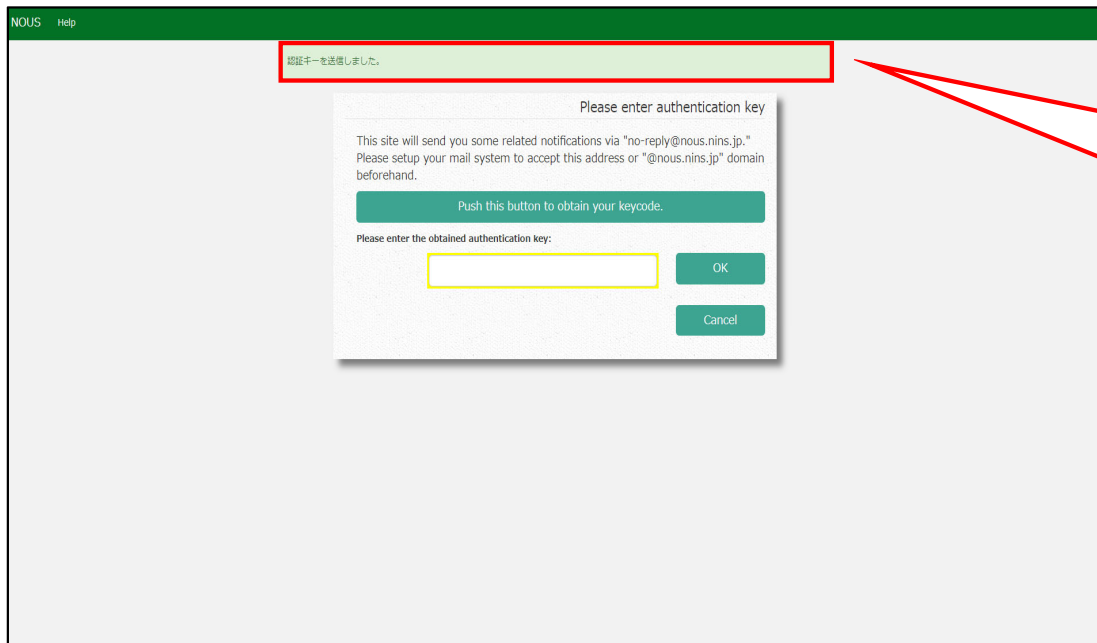 NOUS Help
認証キーを送信しました。
Please enter authentication key
This site will send you some related notifications via "no-reply@nous.nins.jp."
Please setup your mail system to accept this address or "@nous.nins.jp" domain
beforehand.
Push this button to obtain your keycode.
Please enter the obtained authentication key:
OK
Cancel